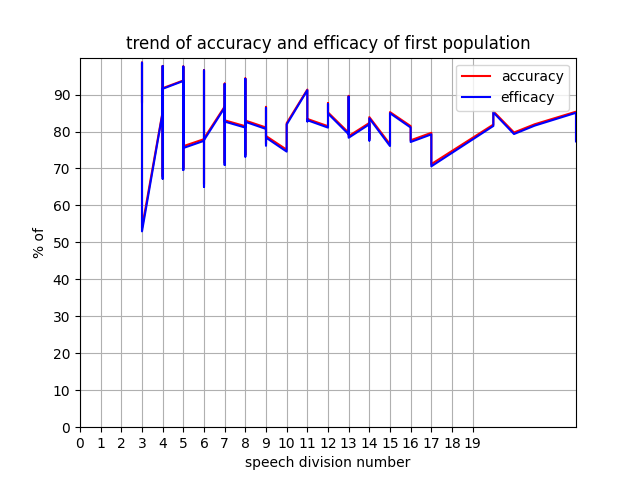 trend of accuracy and efficacy of first population
accuracy
efficacy
% of
90
80
70
60
50
40
30
20
10
0
0 1 2 3 4 5 6 7 8 9 10 11 12 13 14 15 16 17 18 19
speech division number